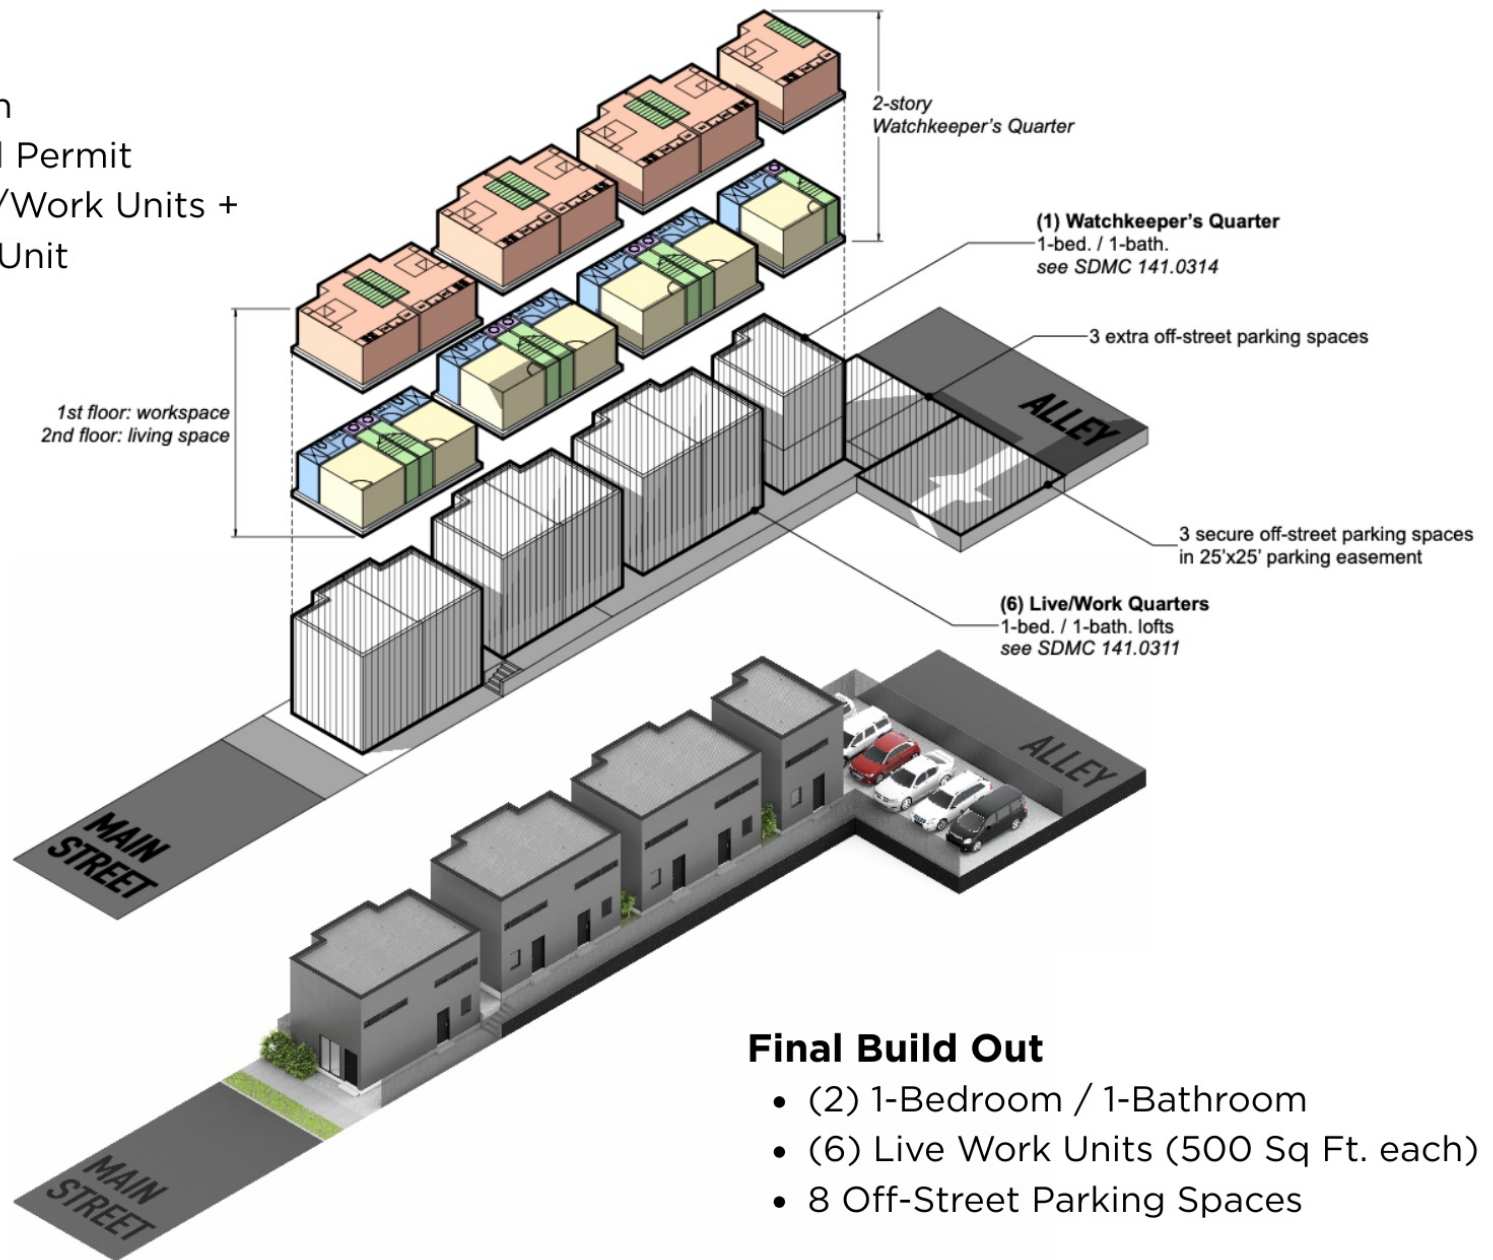 Permit
/Work Units +
Unit
2-story
Watchkeeper's Quarter
(1) Watchkeeper's Quarter
1-bed. / 1-bath.
see SDMC 141.0314
3 extra off-street parking spaces
ALLEY
1st floor: workspace
2nd floor: living space
3 secure off-street parking spaces
in 25'x25' parking easement
(6) Live/Work Quarters
1-bed. / 1-bath. lofts
see SDMC 141.0311
MAIN
STREET
ALLEY
MAIN
STREET
Final Build Out
• (2) 1-Bedroom / 1-Bathroom
• (6) Live Work Units (500 Sq Ft. each)
• 8 Off-Street Parking Spaces